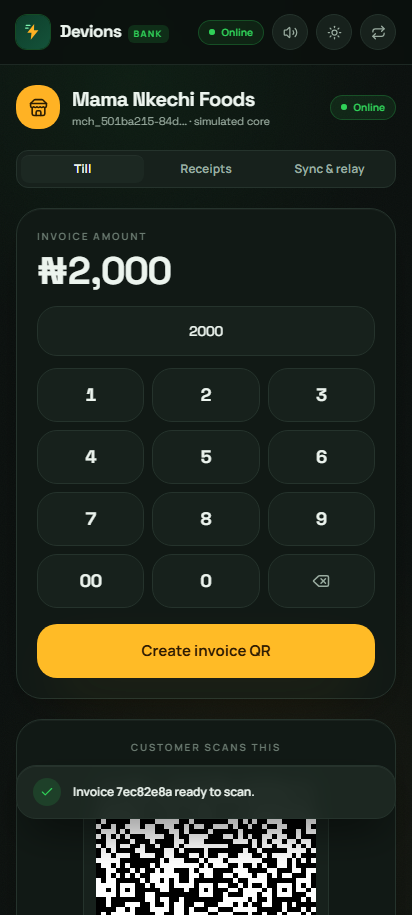 Devions BANK Online
Mama Nkechi Foods
mch_501ba215-84d... · simulated core
Online
Till Receipts Sync & relay
INVOICE AMOUNT
₦2,000
2000
1 2 3
4 5 6
7 8 9
00 0
Create invoice QR
CUSTOMER SCANS THIS
Invoice 7ec82e8a ready to scan.